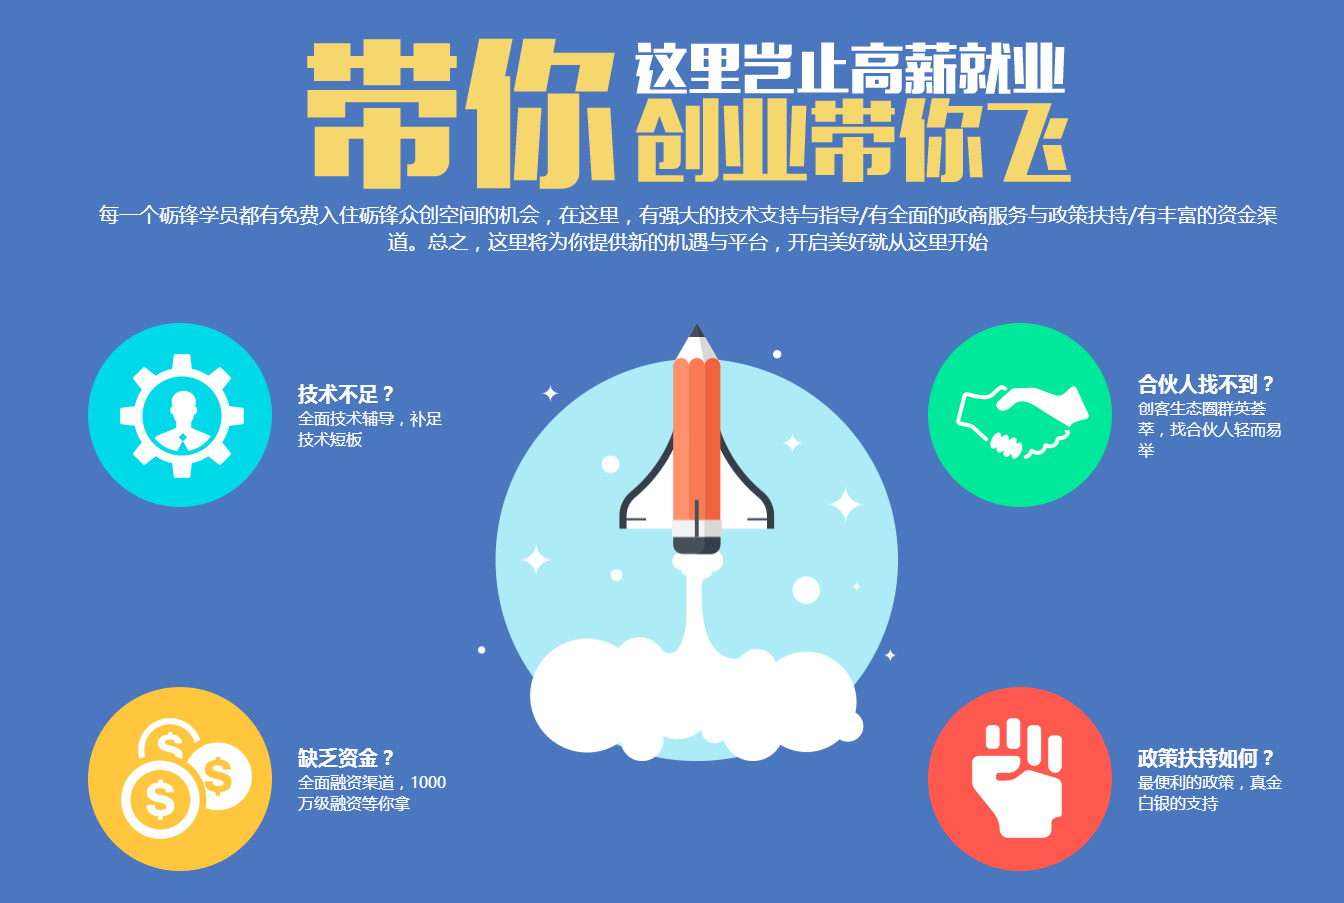 带你
这里岂止高薪就业
创业带你飞
每一个砺锋学员都有免费入住砺锋众创空间的机会，在这里，有强大的技术支持与指导/有全面的政商服务与政策扶持/有丰富的资金渠
道。总之，这里将为你提供新的机遇与平台，开启美好就从这里开始
技术不足？
全面技术辅导，补足
技术短板
合伙人找不到？
创客生态圈群英荟
萃，找合伙人轻而易
举
缺乏资金？
全面融资渠道，1000
万级融资等你拿
政策扶持如何？
最便利的政策，真金
白银的支持